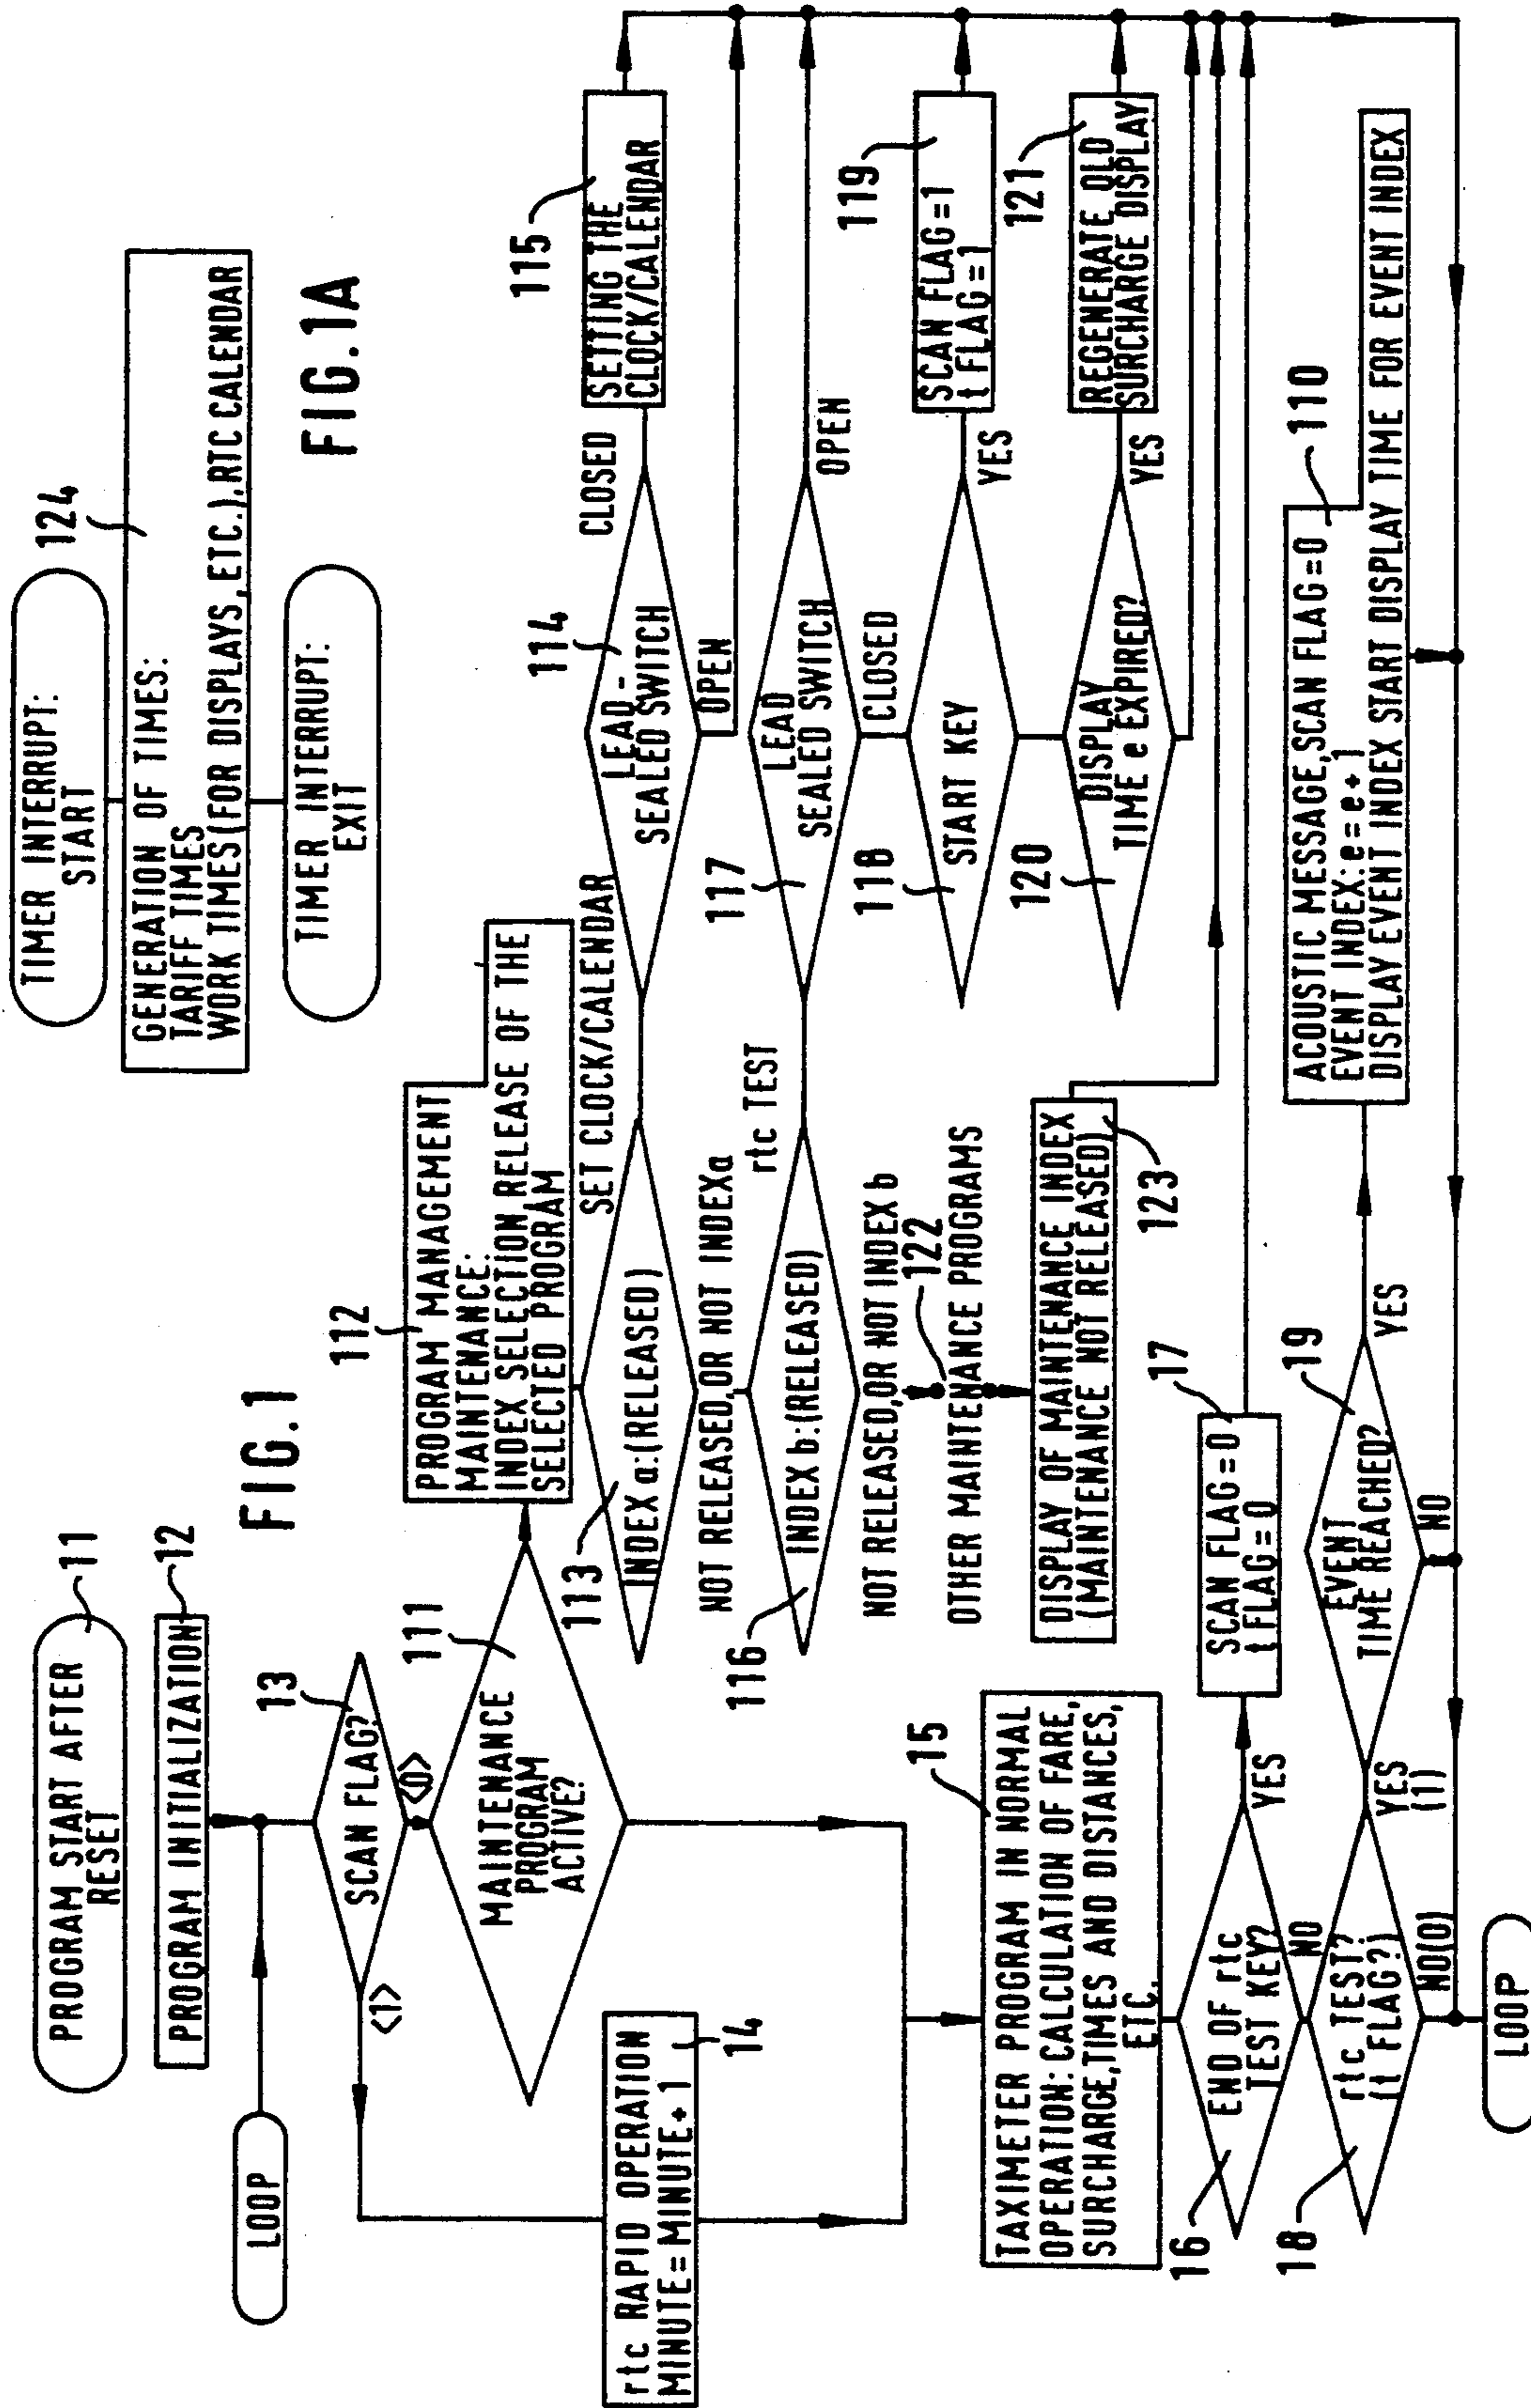 FIG.1
PROGRAM START AFTER
RESET
11
PROGRAM INITIALIZATION
12
LOOP
SCAN FLAG?
13
<1>
<0>
MAINTENANCE
PROGRAM
ACTIVE?
111
rtc RAPID OPERATION
MINUTE=MINUTE+1
14
TAXIMETER PROGRAM IN NORMAL
OPERATION: CALCULATION OF FARE,
SURCHARGE,TIMES AND DISTANCES,
ETC.
15
END OF rtc
TEST KEY?
16
YES
NO
SCAN FLAG=0
t FLAG=0
17
rtc TEST?
(t FLAG?)
18
YES
(1)
NO(0)
EVENT
TIME REACHED?
19
YES
NO
ACOUSTIC MESSAGE,SCAN FLAG=0
EVENT INDEX:e=e+1
DISPLAY EVENT INDEX START DISPLAY TIME FOR EVENT INDEX
110
LOOP
PROGRAM MANAGEMENT
MAINTENANCE:
INDEX SELECTION RELEASE OF THE
SELECTED PROGRAM
112
INDEX a:(RELEASED)
113
SET CLOCK/CALENDAR
NOT RELEASED,OR NOT INDEXa
LEAD-
SEALED SWITCH
114
CLOSED
OPEN
SETTING THE
CLOCK/CALENDAR
115
INDEX b:(RELEASED)
116
rtc TEST
NOT RELEASED,OR NOT INDEX b
LEAD
SEALED SWITCH
117
OPEN
CLOSED
START KEY
118
YES
SCAN FLAG=1
t FLAG=1
119
DISPLAY
TIME e EXPIRED?
120
YES
REGENERATE OLD
SURCHARGE DISPLAY
121
122
OTHER MAINTENANCE PROGRAMS
DISPLAY OF MAINTENANCE INDEX
(MAINTENANCE NOT RELEASED)
123
TIMER INTERRUPT:
START
GENERATION OF TIMES:
TARIFF TIMES
WORK TIMES(FOR DISPLAYS,ETC.),RTC CALENDAR
124
TIMER INTERRUPT:
EXIT
FIG.1A